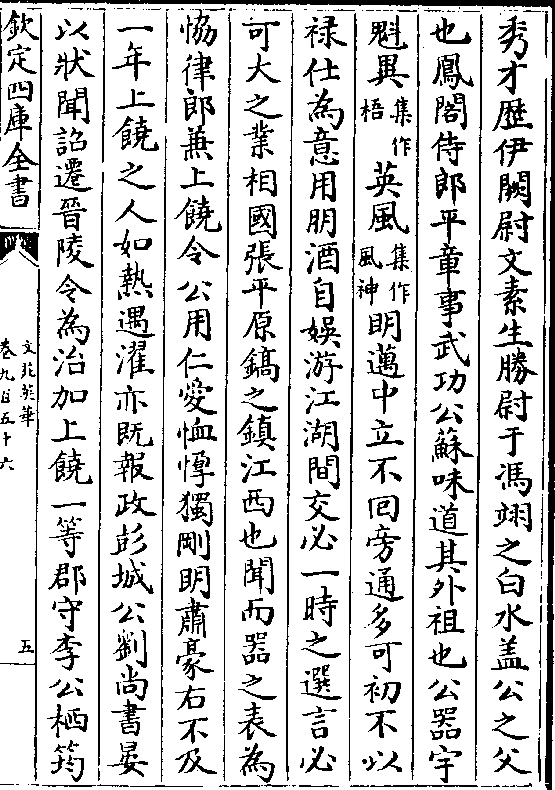 秀才歴伊闕尉文素生勝尉于馮翊之白水盖公之父
也鳳閣侍郎平章事武功公蘇味道其外祖也公器宇
魁異集作梧英風集作風神明邁中立不回旁通多可初不以
禄仕為意用朋酒自娯游江湖間交必一時之選言必
可大之業相國張平原鎬之鎮江西也聞而器之表為
恊律郎兼上饒令公用仁愛恤惸獨剛明肅豪右不及
一年上饒之人如熱遇濯亦既報政彭城公劉尚書晏
以狀聞詔遷晉陵令為治加上饒一等郡守李公栖筠
欽定四庫全書
文苑英華
卷九百五十六
五